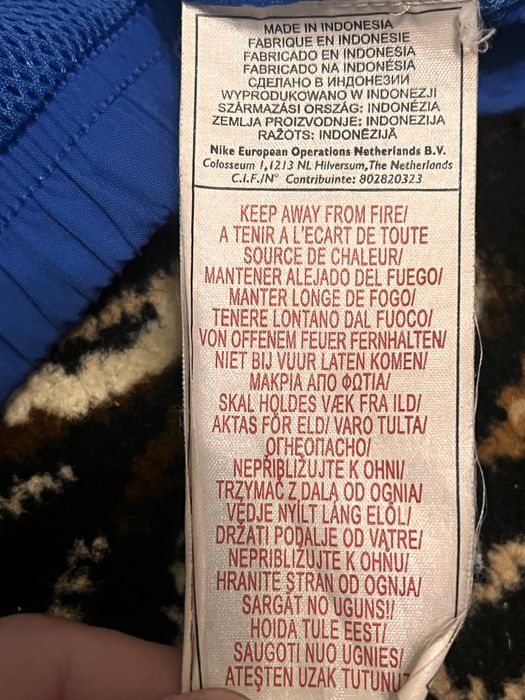 MADE IN INDONESIA
FABRIQUE EN INDONESIE
FABRICADO EN INDONESIA
FABRICADO NA INDONÉSIA
СДЕЛАНО В ИНДОНЕЗИИ
WYPRODUKOWANO W INDONEZJI
SZÁRMAZÁSI ORSZÁG: INDONÉZIA
ZEMLJA PROIZVODNJE: INDONEZIJA
RAŽOTS: INDONĒZIJĀ
Nike European Operations Netherlands B.V.
Colosseum 1, 1213 NL Hilversum, The Netherlands
C.I.F./N° Contribuinte: 802820323
KEEP AWAY FROM FIRE/
A TENIR A L'ECART DE TOUTE
SOURCE DE CHALEUR/
MANTENER ALEJADO DEL FUEGO/
MANTER LONGE DE FOGO/
TENERE LONTANO DAL FUOCO/
VON OFFENEM FEUER FERNHALTEN/
NIET BIJ VUUR LATEN KOMEN/
ΜΑΚΡΙΑ ΑΠΟ ΦΩΤΙΑ/
SKAL HOLDES VÆK FRA ILD/
AKTAS FÖR ELD/ VARO TULTA/
ОГНЕОПАСНО/
NEPŘIBLIŽUJTE K OHNI/
TRZYMAĆ Z DALA OD OGNIA/
VÉDJE NYÍLT LÁNG ELŐL/
DRŽATI PODALJE OD VATRE/
NEPRIBLIŽUJTE K OHŇU/
HRANITE STRAN OD OGNJA/
SARGĀT NO UGUNS!/
HOIDA TULE EEST/
SAUGOTI NUO UGNIES/
ATEŞTEN UZAK TUTUNUZ